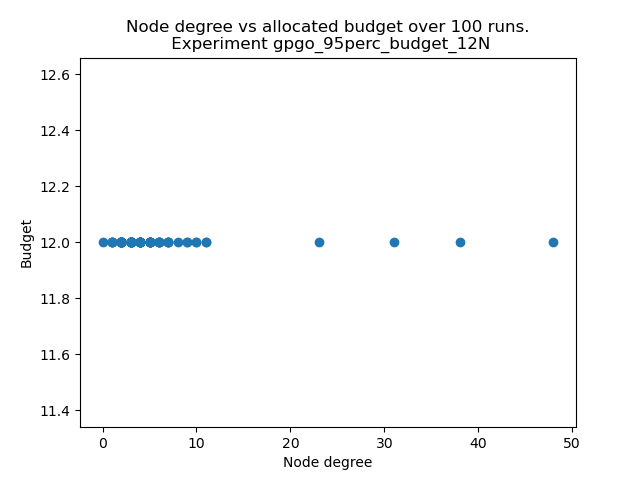 Node degree vs allocated budget over 100 runs.
Experiment gpgo_95perc_budget_12N
12.6
12.4
12.2
12.0
11.8
11.6
11.4
Budget
0 10 20 30 40 50
Node degree